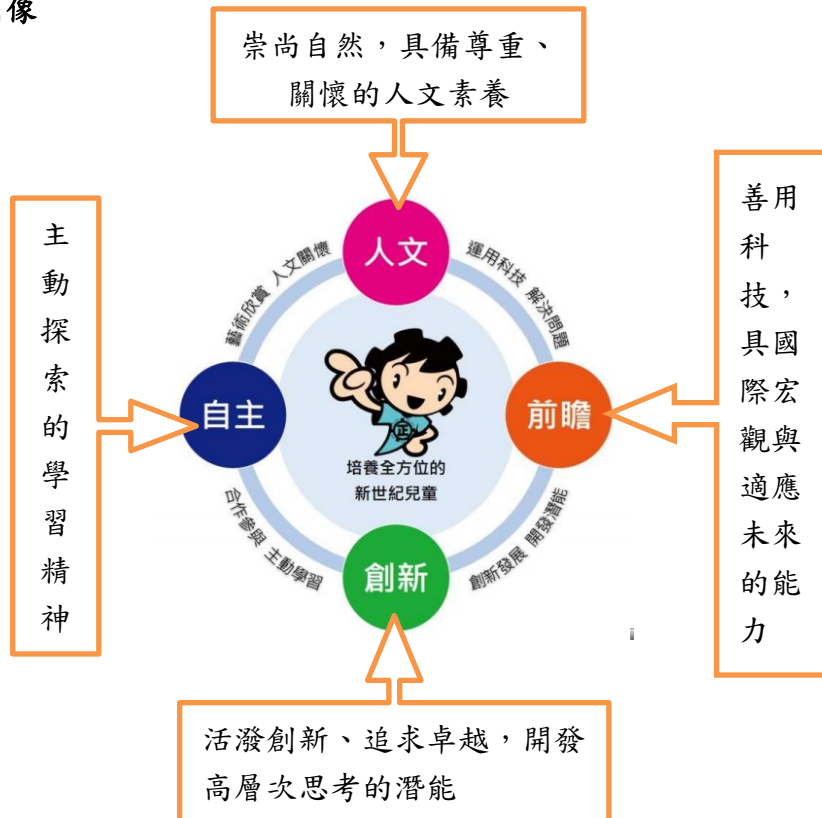 像
崇尚自然，具備尊重、
關懷的人文素養
主動探索的學習精神
善用
科
技，
具國
際宏
觀與
適應
未來
的能
力
人文
藝術欣賞 人文關懷
運用科技 解決問題
自主
前瞻
正
培養全方位的
新世紀兒童
合作參與 主動學習
創新發展 開發潛能
創新
活潑創新、追求卓越，開發
高層次思考的潛能